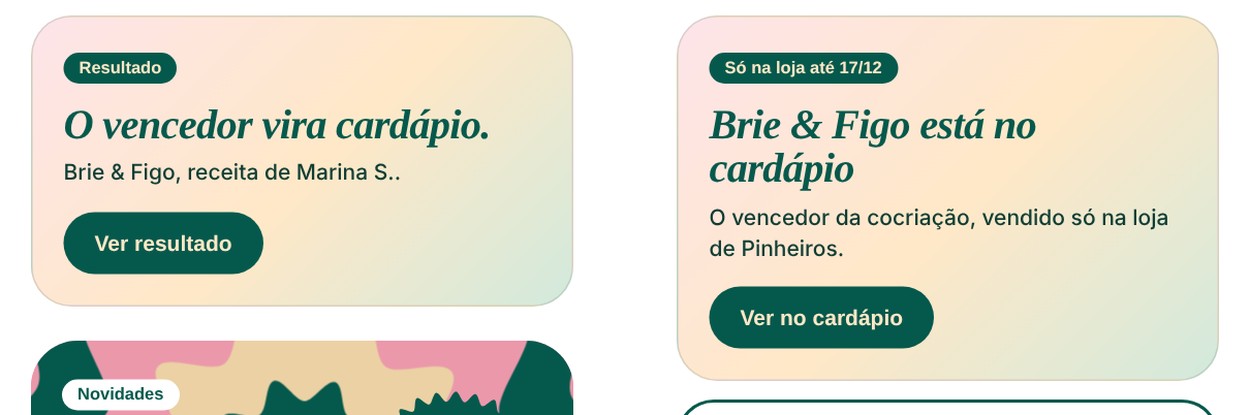 Resultado
O vencedor vira cardápio.
Brie & Figo, receita de Marina S..
Ver resultado
Novidades
Só na loja até 17/12
Brie & Figo está no
cardápio
O vencedor da cocriação, vendido só na loja
de Pinheiros.
Ver no cardápio